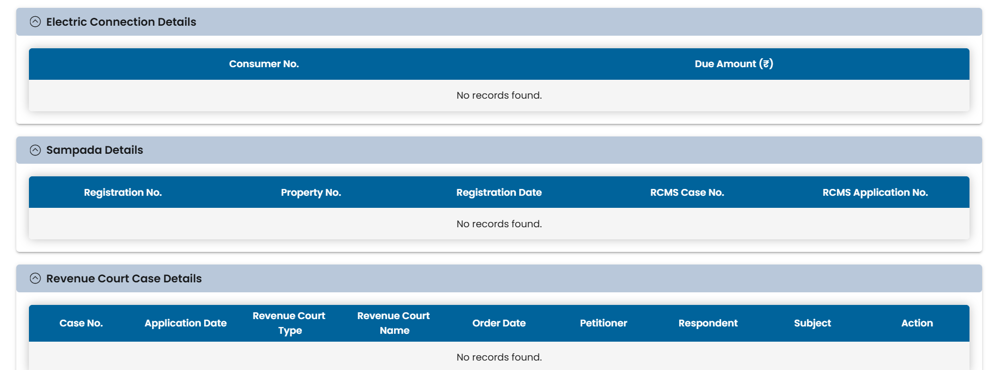 Electric Connection Details
Consumer No. Due Amount (₹)
No records found.
Sampada Details
Registration No. Property No. Registration Date RCMS Case No. RCMS Application No.
No records found.
Revenue Court Case Details
Case No. Application Date Revenue Court Type Revenue Court Name Order Date Petitioner Respondent Subject Action
No records found.